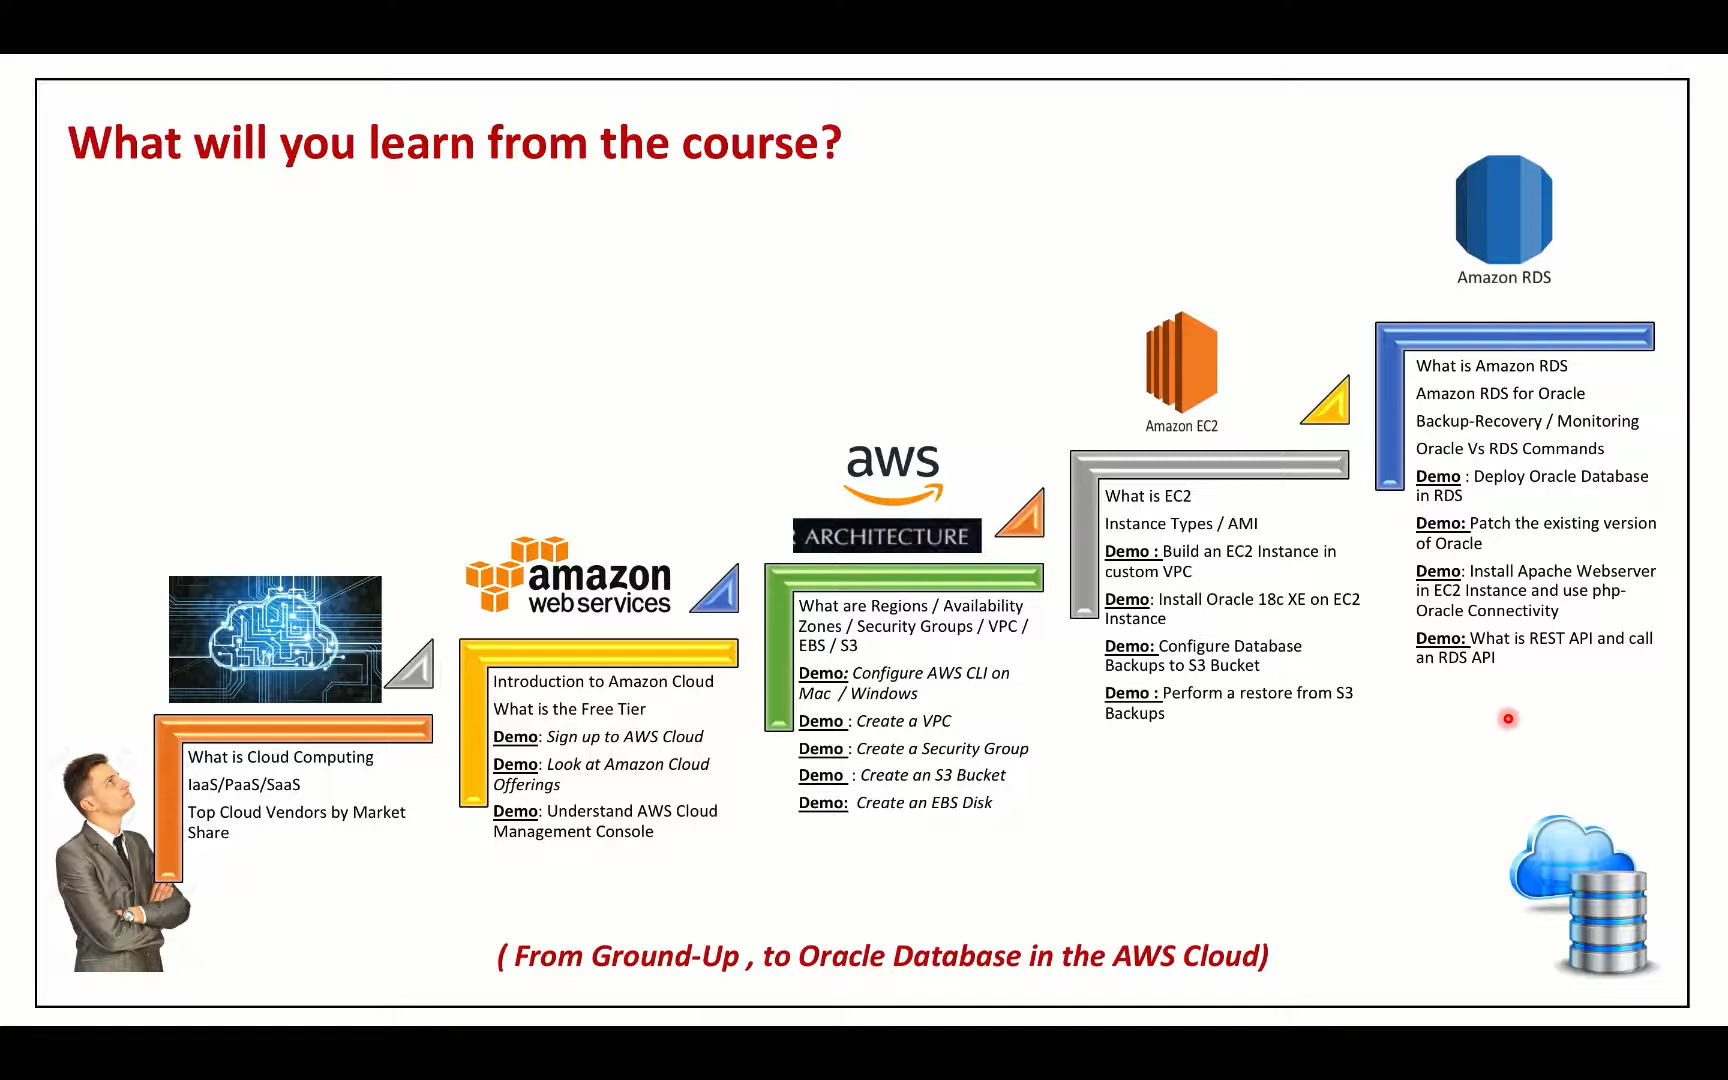 What will you learn from the course?
Amazon RDS
What is Amazon RDS
Amazon RDS for Oracle
Backup-Recovery / Monitoring
Oracle Vs RDS Commands
Demo : Deploy Oracle Database
in RDS
Demo: Patch the existing version
of Oracle
Demo: Install Apache Webserver
in EC2 Instance and use php-
Oracle Connectivity
Demo: What is REST API and call
an RDS API
Amazon EC2
What is EC2
Instance Types / AMI
Demo : Build an EC2 Instance in
custom VPC
Demo: Install Oracle 18c XE on EC2
Instance
Demo: Configure Database
Backups to S3 Bucket
Demo : Perform a restore from S3
Backups
aws
ARCHITECTURE
What are Regions / Availability
Zones / Security Groups / VPC /
EBS / S3
Demo: Configure AWS CLI on
Mac / Windows
Demo : Create a VPC
Demo : Create a Security Group
Demo : Create an S3 Bucket
Demo: Create an EBS Disk
amazon
webservices
Introduction to Amazon Cloud
What is the Free Tier
Demo: Sign up to AWS Cloud
Demo: Look at Amazon Cloud
Offerings
Demo: Understand AWS Cloud
Management Console
What is Cloud Computing
IaaS/PaaS/SaaS
Top Cloud Vendors by Market
Share
( From Ground-Up , to Oracle Database in the AWS Cloud)